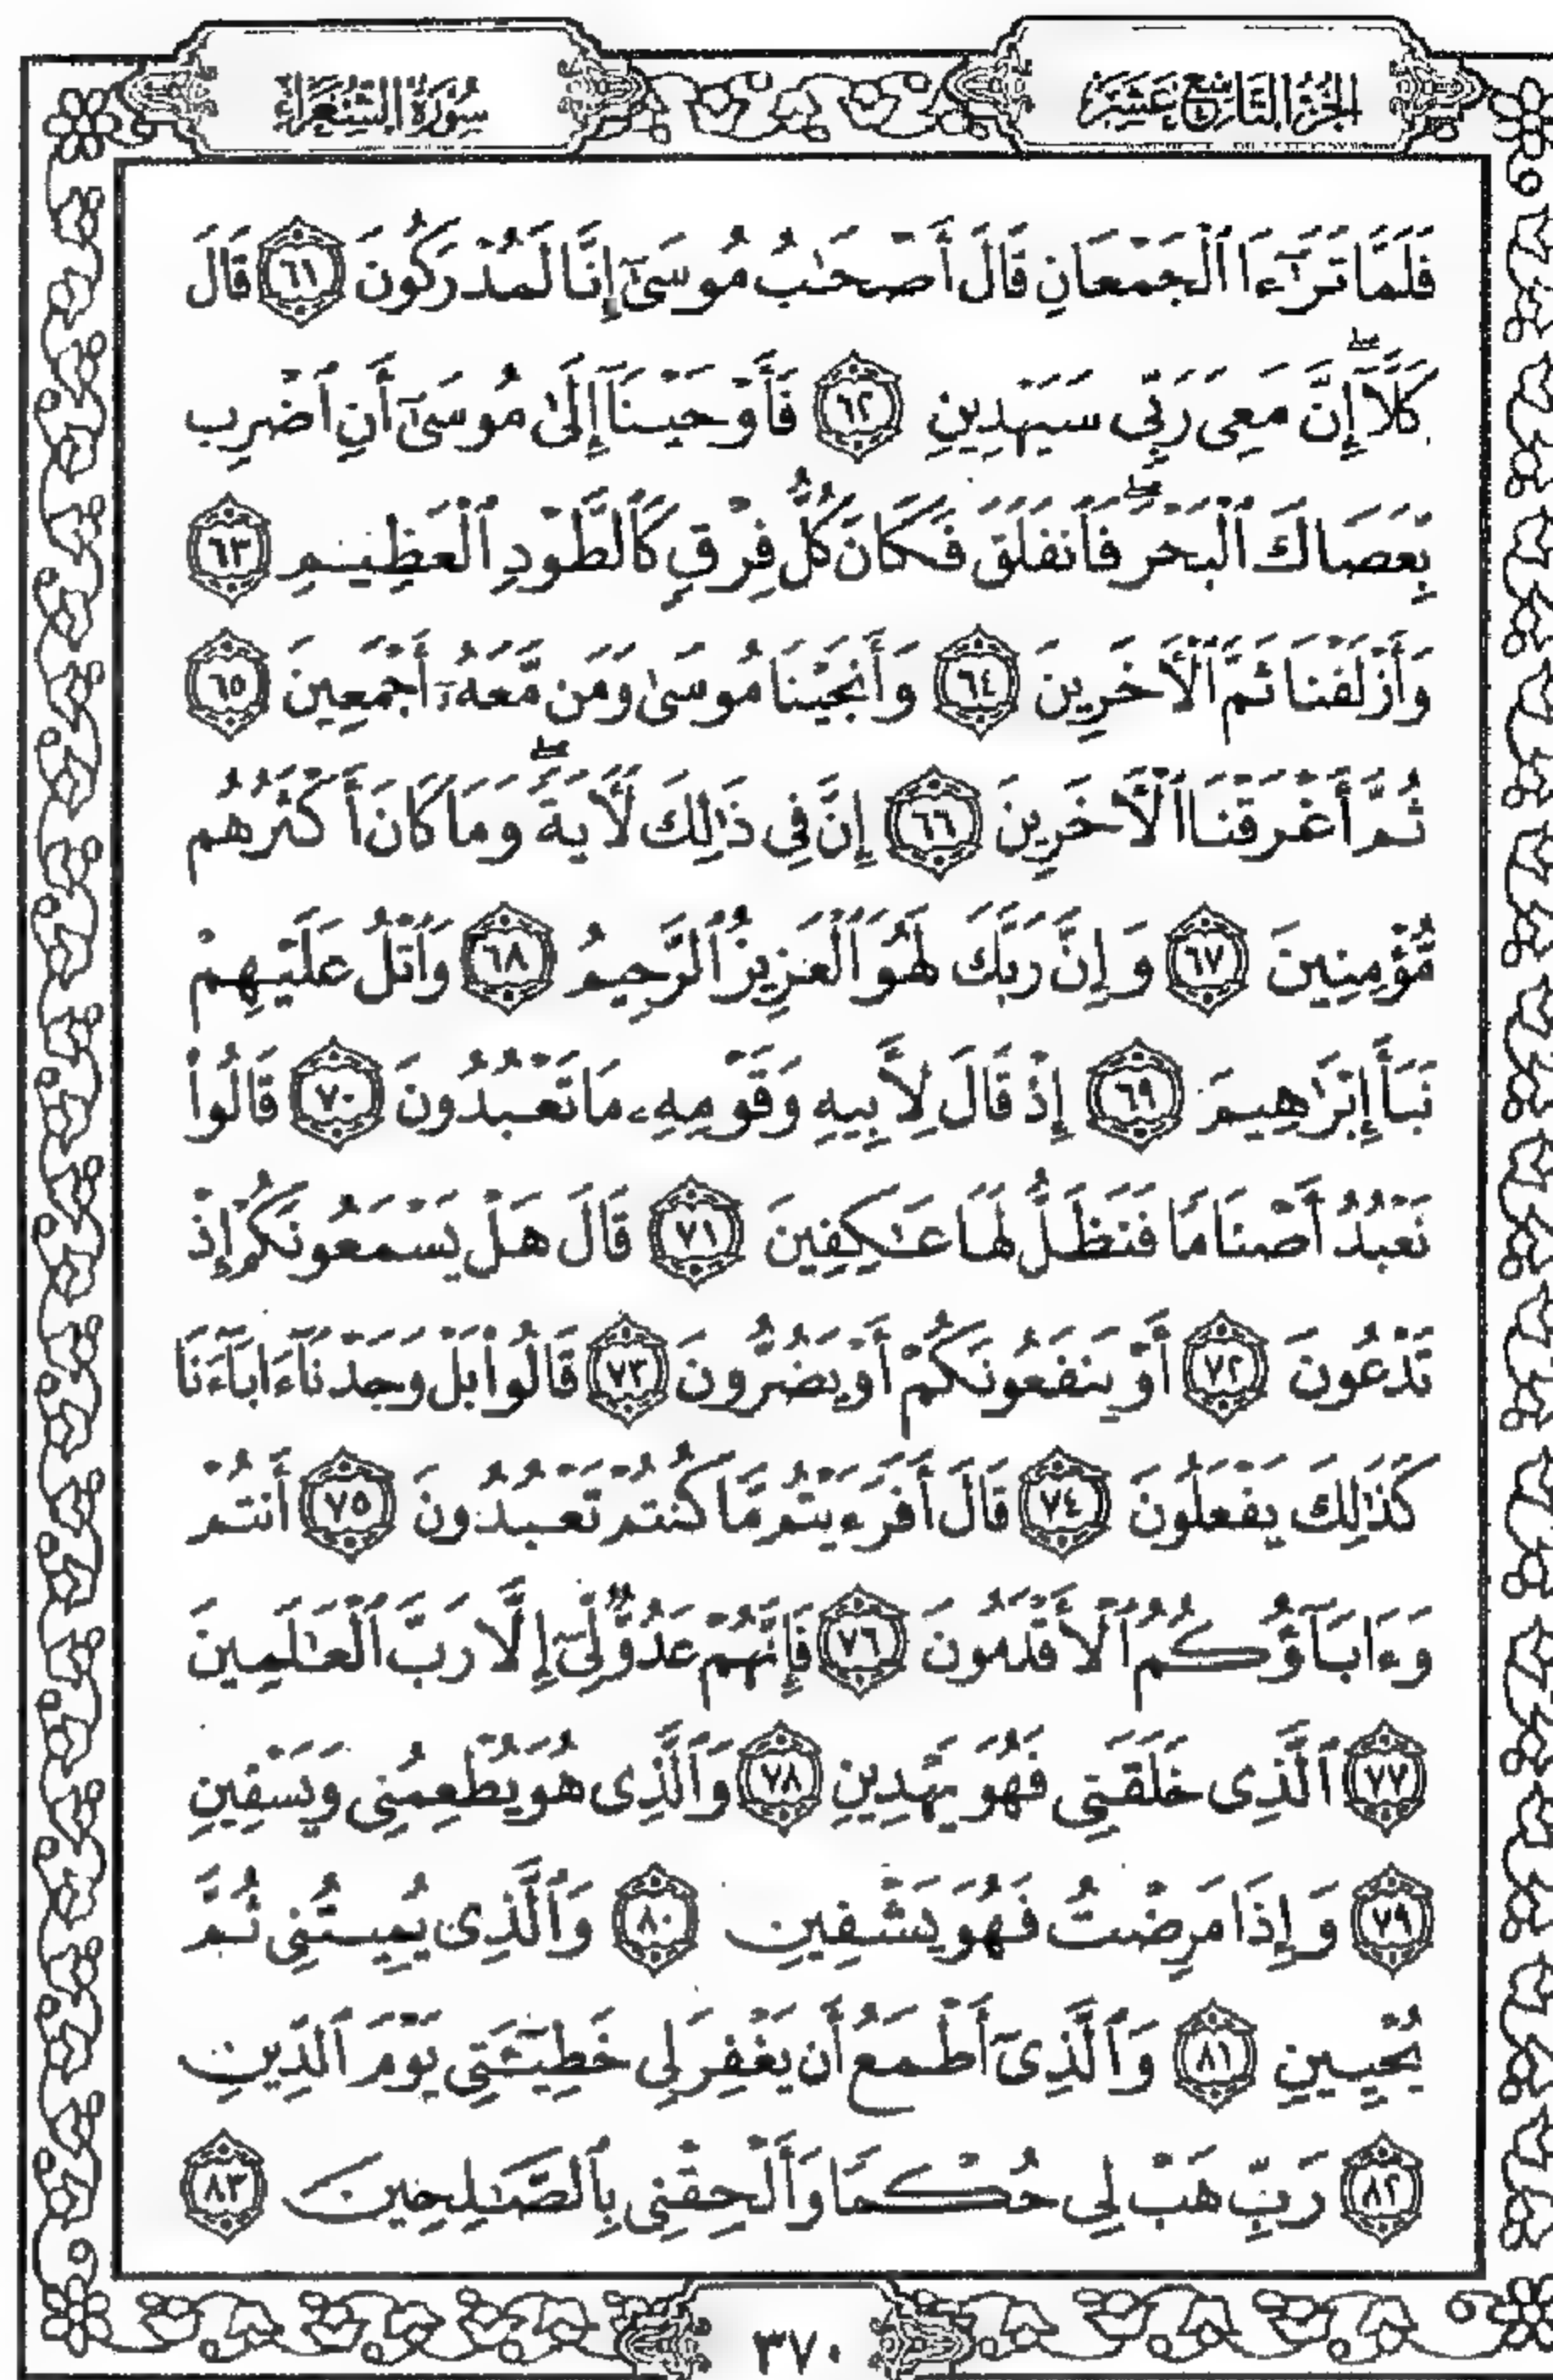 الجزء التاسع عشر
سورة الشعراء
فَلَمَّا تَرَٰٓءَا ٱلْجَمْعَانِ قَالَ أَصْحَٰبُ مُوسَىٰٓ إِنَّا لَمُدْرَكُونَ ٦١ قَالَ
كَلَّآ ۖ إِنَّ مَعِىَ رَبِّى سَيَهْدِينِ ٦٢ فَأَوْحَيْنَآ إِلَىٰ مُوسَىٰٓ أَنِ ٱضْرِب
بِّعَصَاكَ ٱلْبَحْرَ ۖ فَٱنفَلَقَ فَكَانَ كُلُّ فِرْقٍ كَٱلطَّوْدِ ٱلْعَظِيمِ ٦٣
وَأَزْلَفْنَا ثَمَّ ٱلْأَخَرِينَ ٦٤ وَأَنجَيْنَا مُوسَىٰ وَمَن مَّعَهُۥٓ أَجْمَعِينَ ٦٥
ثُمَّ أَغْرَقْنَا ٱلْأَخَرِينَ ٦٦ إِنَّ فِى ذَٰلِكَ لَأَيَةً ۖ وَمَا كَانَ أَكْثَرُهُم
مُّؤْمِنِينَ ٦٧ وَإِنَّ رَبَّكَ لَهُوَ ٱلْعَزِيزُ ٱلرَّحِيمُ ٦٨ وَٱتْلُ عَلَيْهِمْ
نَبَأَ إِبْرَٰهِيمَ ٦٩ إِذْ قَالَ لِأَبِيهِ وَقَوْمِهِۦ مَا تَعْبُدُونَ ٧٠ قَالُوا۟
نَعْبُدُ أَصْنَامًا فَنَظَلُّ لَهَا عَٰكِفِينَ ٧١ قَالَ هَلْ يَسْمَعُونَكُمْ إِذْ
تَدْعُونَ ٧٢ أَوْ يَنفَعُونَكُمْ أَوْ يَضُرُّونَ ٧٣ قَالُوا۟ بَلْ وَجَدْنَآ ءَابَآءَنَا
كَذَٰلِكَ يَفْعَلُونَ ٧٤ قَالَ أَفَرَءَيْتُم مَّا كُنتُمْ تَعْبُدُونَ ٧٥ أَنتُمْ
وَءَابَآؤُكُمُ ٱلْأَقْدَمُونَ ٧٦ فَإِنَّهُمْ عَدُوٌّ لِّىٓ إِلَّا رَبَّ ٱلْعَٰلَمِينَ
٧٧ ٱلَّذِى خَلَقَنِى فَهُوَ يَهْدِينِ ٧٨ وَٱلَّذِى هُوَ يُطْعِمُنِى وَيَسْقِينِ
٧٩ وَإِذَا مَرِضْتُ فَهُوَ يَشْفِينِ ٨٠ وَٱلَّذِى يُمِيتُنِى ثُمَّ
يُحْيِينِ ٨١ وَٱلَّذِىٓ أَطْمَعُ أَن يَغْفِرَ لِى خَطِيٓـَٔتِى يَوْمَ ٱلدِّينِ
٨٢ رَبِّ هَبْ لِى حُكْمًا وَأَلْحِقْنِى بِٱلصَّٰلِحِينَ ٨٣
٣٧٠